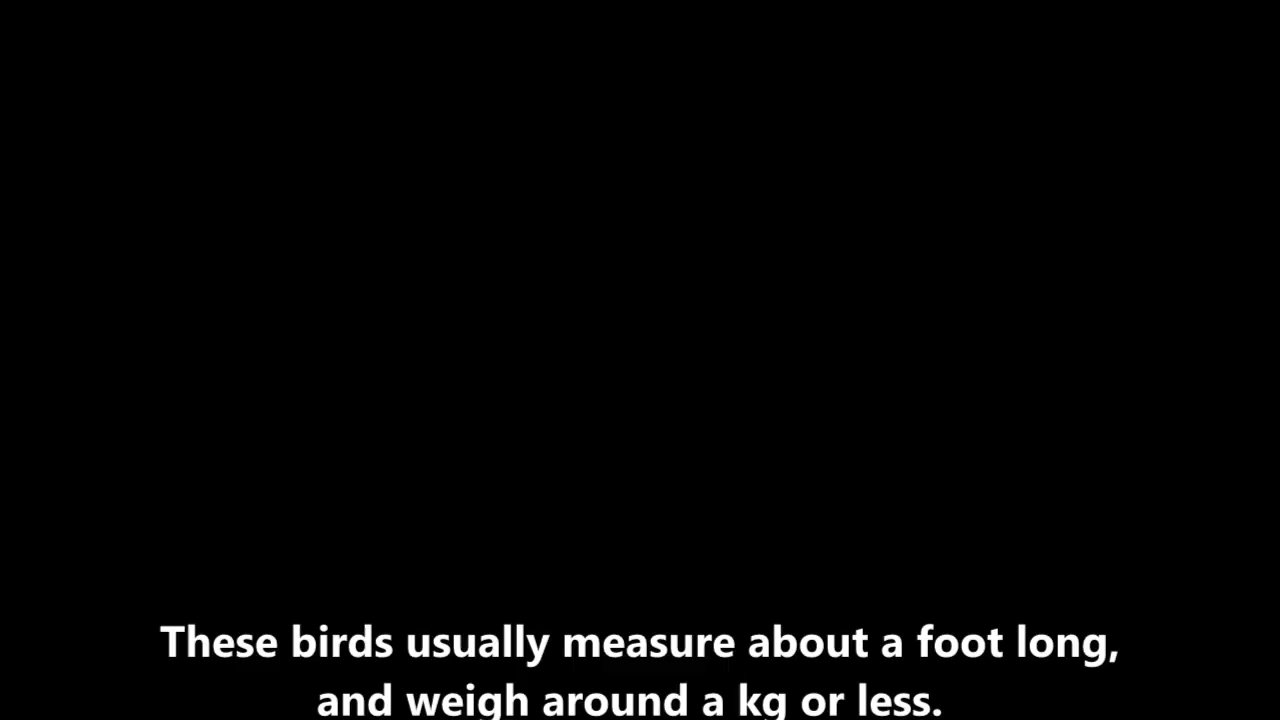 These birds usually measure about a foot long,
and weigh around a kg or less.